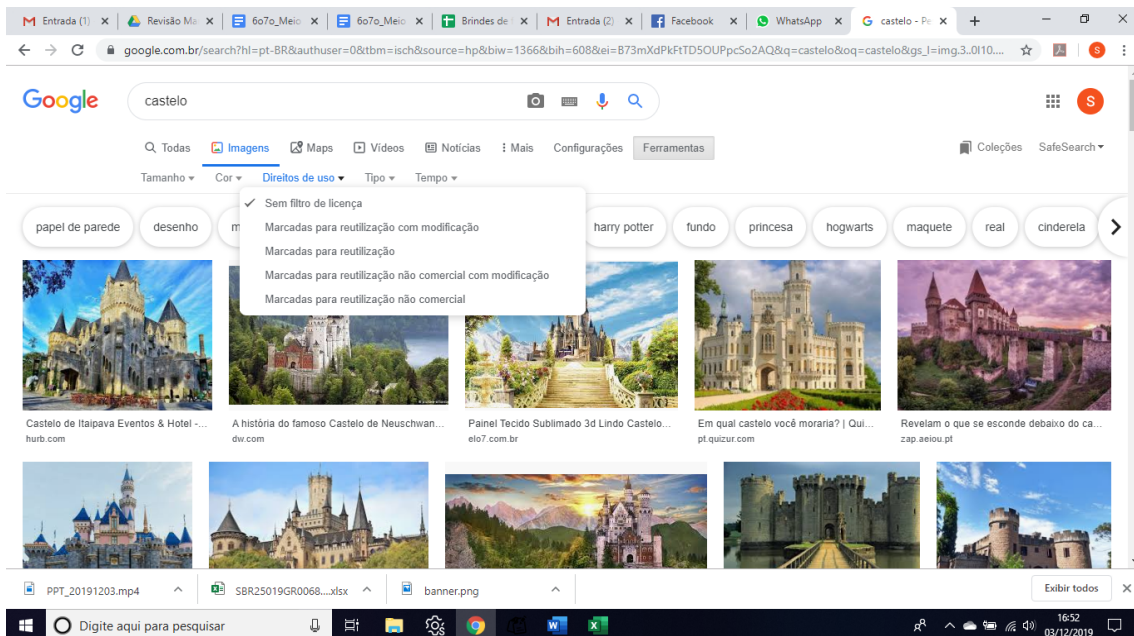 Entrada (1)
Revisão Ma
6o7o_Meio
6o7o_Meio
Brindes de
Entrada (2)
Facebook
WhatsApp
castelo - Pe
google.com.br/search?hl=pt-BR&authuser=0&tbm=isch&source=hp&biw=1366&bih=608&ei=B73mXdPkFtTD5OUPpcSo2AQ&q=castelo&oq=castelo&gs_l=img.3..0l10....
S
Google
castelo
S
Todas
Imagens
Maps
Vídeos
Notícias
Mais
Configurações
Ferramentas
Coleções
SafeSearch
Tamanho
Cor
Direitos de uso
Tipo
Tempo
Sem filtro de licença
Marcadas para reutilização com modificação
Marcadas para reutilização
Marcadas para reutilização não comercial com modificação
Marcadas para reutilização não comercial
papel de parede
desenho
m
harry potter
fundo
princesa
hogwarts
maquete
real
cinderela
Castelo de Itaipava Eventos & Hotel -...
hurb.com
A história do famoso Castelo de Neuschwan...
dw.com
Painel Tecido Sublimado 3d Lindo Castelo...
elo7.com.br
Em qual castelo você moraria? | Qui...
pt.quizur.com
Revelam o que se esconde debaixo do ca...
zap.aeiou.pt
PPT_20191203.mp4
SBR25019GR0068....xlsx
banner.png
Exibir todos
Digite aqui para pesquisar
16:52
03/12/2019